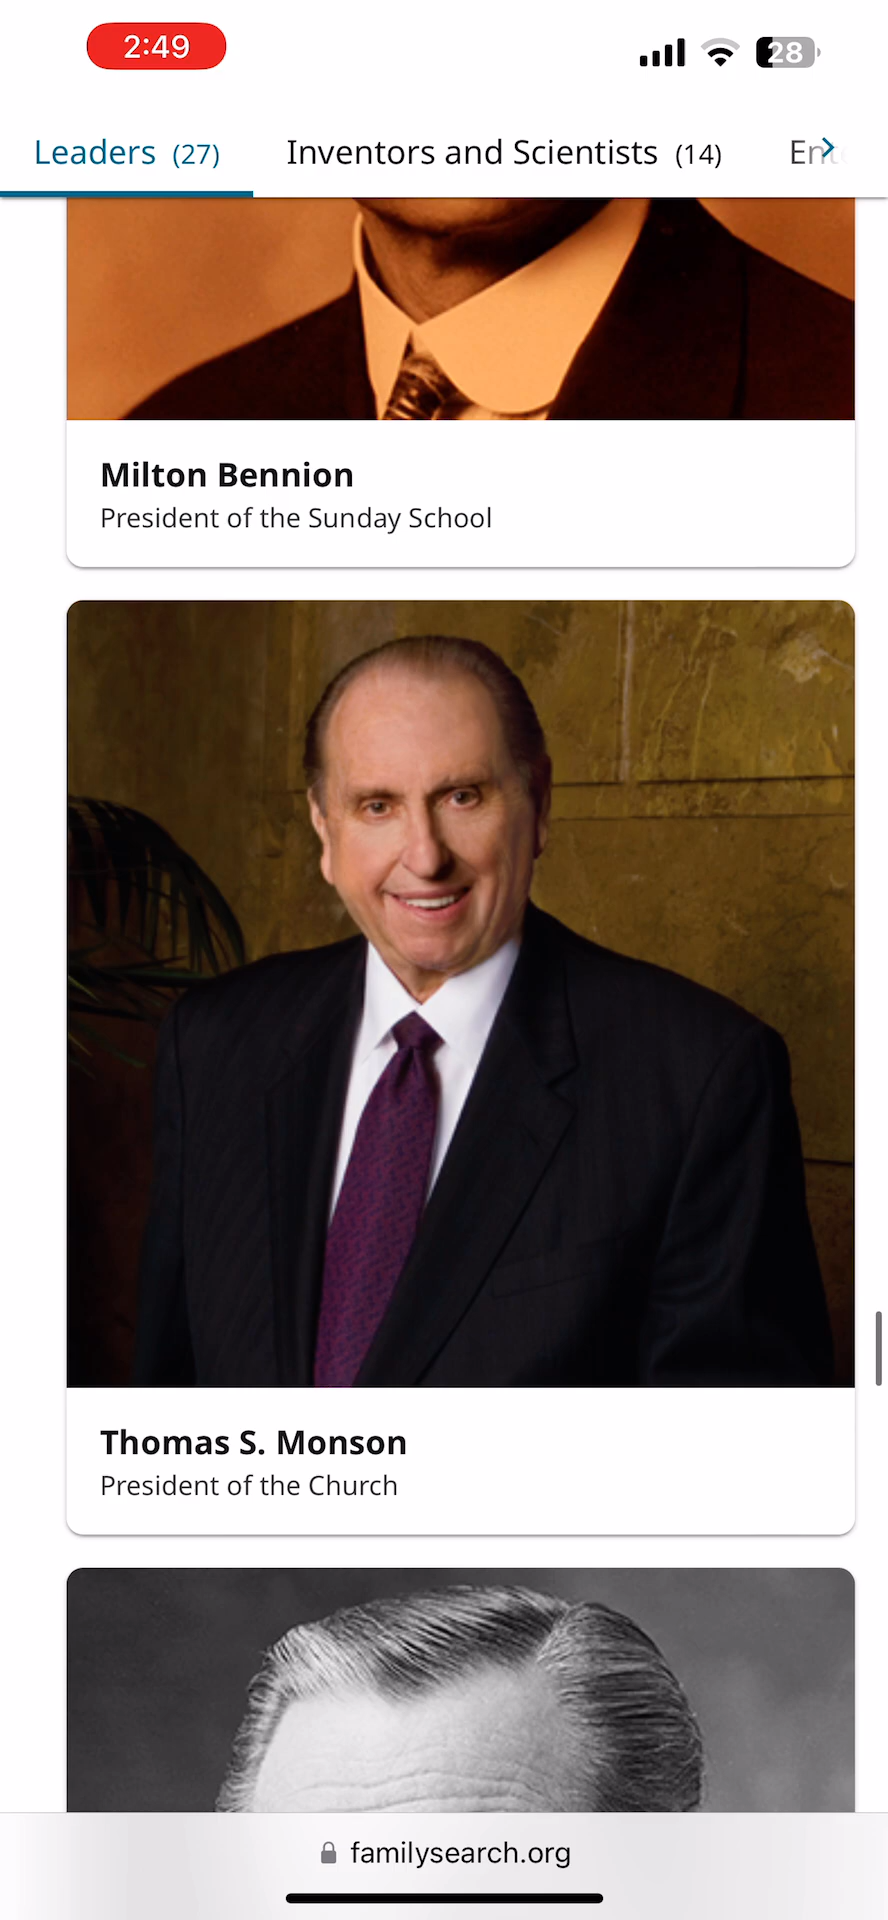 2:49
28
Leaders (27)
Inventors and Scientists (14)
Milton Bennion
President of the Sunday School
Thomas S. Monson
President of the Church
familysearch.org